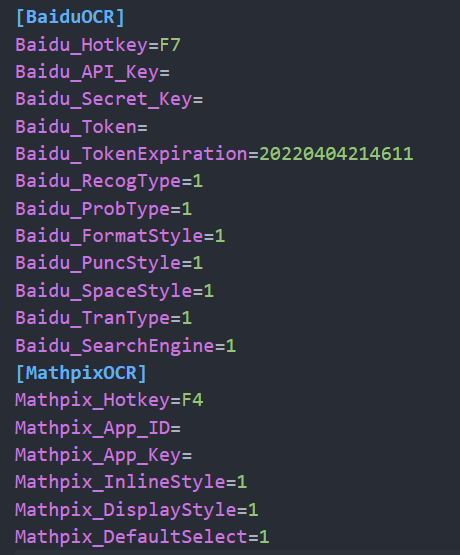 [BaiduOCR]
Baidu_Hotkey=F7
Baidu_API_Key=
Baidu_Secret_Key=
Baidu_Token=
Baidu_TokenExpiration=20220404214611
Baidu_RecogType=1
Baidu_ProbType=1
Baidu_FormatStyle=1
Baidu_PuncStyle=1
Baidu_SpaceStyle=1
Baidu_TranType=1
Baidu_SearchEngine=1
[MathpixOCR]
Mathpix_Hotkey=F4
Mathpix_App_ID=
Mathpix_App_Key=
Mathpix_InlineStyle=1
Mathpix_DisplayStyle=1
Mathpix_DefaultSelect=1